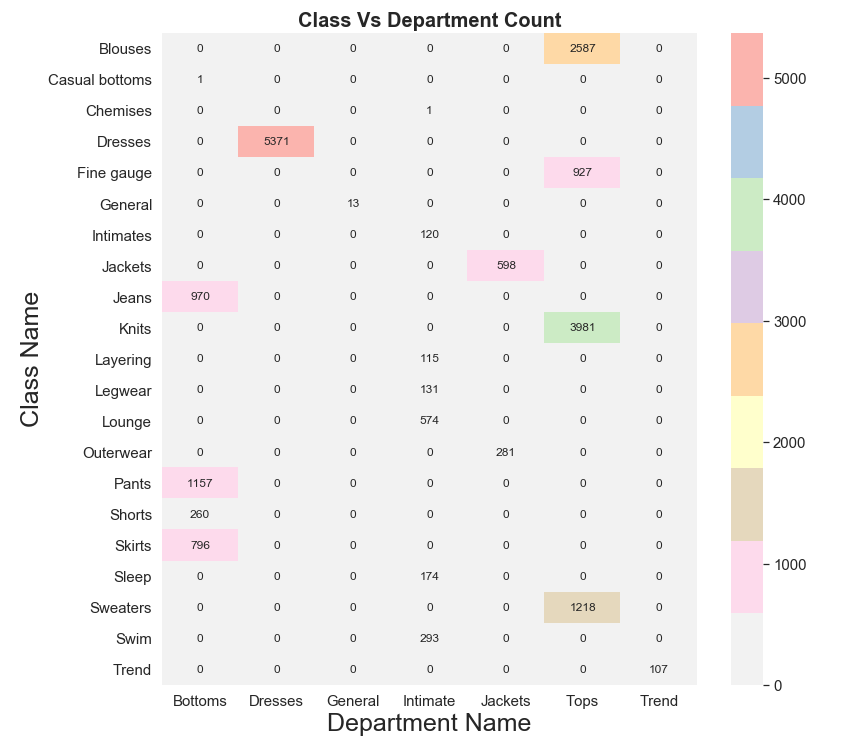 Class Vs Department Count
Blouses 0 0 0 0 0 2587 0
Casual bottoms 1 0 0 0 0 0 0
Chemises 0 0 0 1 0 0 0
Dresses 0 5371 0 0 0 0 0
Fine gauge 0 0 0 0 0 927 0
General 0 0 13 0 0 0 0
Intimates 0 0 0 120 0 0 0
Jackets 0 0 0 0 598 0 0
Jeans 970 0 0 0 0 0 0
Knits 0 0 0 0 0 3981 0
Layering 0 0 0 115 0 0 0
Legwear 0 0 0 131 0 0 0
Lounge 0 0 0 574 0 0 0
Outerwear 0 0 0 0 281 0 0
Pants 1157 0 0 0 0 0 0
Shorts 260 0 0 0 0 0 0
Skirts 796 0 0 0 0 0 0
Sleep 0 0 0 174 0 0 0
Sweaters 0 0 0 0 0 1218 0
Swim 0 0 0 293 0 0 0
Trend 0 0 0 0 0 0 107
Bottoms Dresses General Intimate Jackets Tops Trend
Department Name
Class Name
5000
4000
3000
2000
1000
0